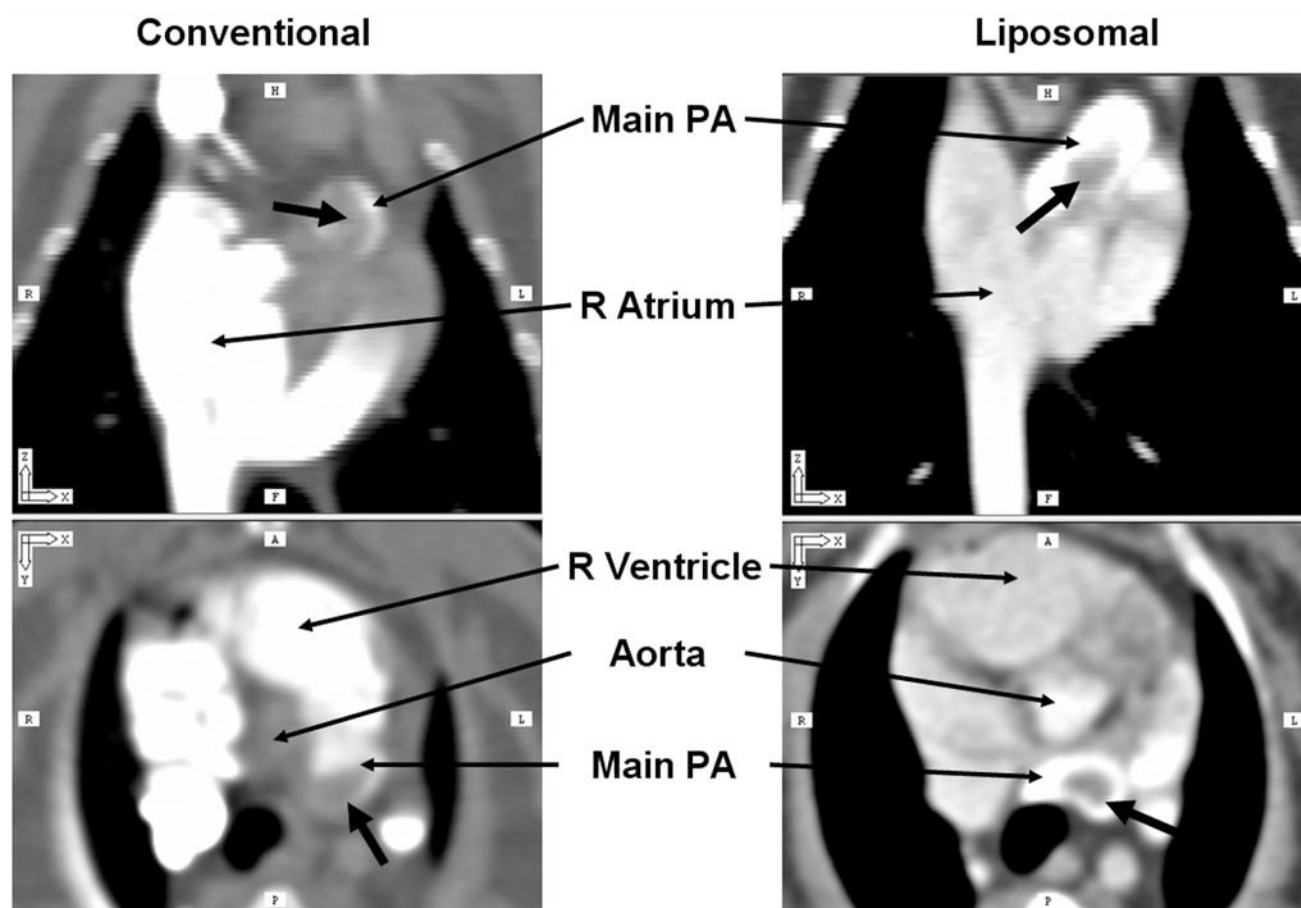 Conventional
Liposomal
H
H
Main PA
R
L
R Atrium
R
L
Z
X
F
Z
X
F
X
Y
A
X
Y
A
R Ventricle
Aorta
R
L
R
L
Main PA
P
P